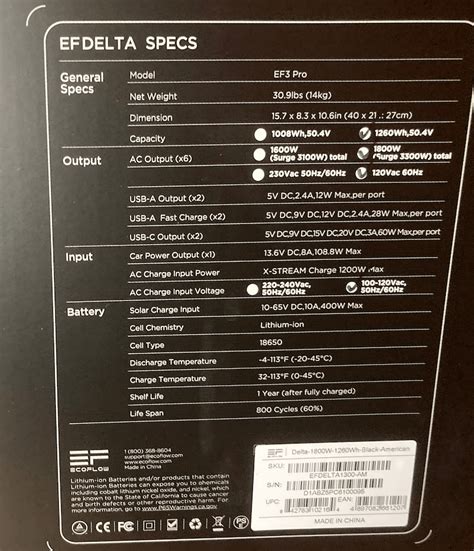 EFDELTA SPECS
General Specs
Model EF3 Pro
Net Weight 30.9lbs (14kg)
Dimension 15.7 x 8.3 x 10.6in (40 x 21 .: 27cm)
Capacity 1008Wh,50.4V 1260Wh,50.4V
Output
AC Output (x6) 1600W (Surge 3100W) total 1800W (Surge 3300W) total
230Vac 50Hz/60Hz 120Vac 60Hz
USB-A Output (x2) 5V DC,2.4A,12W Max,per port
USB-A Fast Charge (x2) 5V DC,9V DC,12V DC,2.4A,28W Max,per port
USB-C Output (x2) 5V DC,9V DC,15V DC,20V DC,3A,60W Max,per port
Input
Car Power Output (x1) 13.6V DC,8A,108.8W Max
AC Charge Input Power X-STREAM Charge 1200W Max
AC Charge Input Voltage 220-240Vac, 50Hz/60Hz 100-120Vac, 50Hz/60Hz
Battery
Solar Charge Input 10-65V DC,10A,400W Max
Cell Chemistry Lithium-ion
Cell Type 18650
Discharge Temperature -4-113°F (-20-45°C)
Charge Temperature 32-113°F (0-45°C)
Shelf Life 1 Year (after fully charged)
Life Span 800 Cycles (60%)
EF
ECOFLOW
1 (800) 368-8604
support@ecoflow.com
www.ecoflow.com
Made in China
Lithium-ion Batteries and/or products that contain
Lithium-ion Batteries can expose you to chemicals
including cobalt lithium nickel oxide, and nickel, which
are known to the State of California to cause cancer
and birth defects or other reproductive harm. For
more information, go to www.P65Warnings.ca.gov
Delta-1800W-1260Wh-Black-American
SKU: EFDELTA1300-AM
S/N:
UPC:
EAN:
MADE IN CHINA